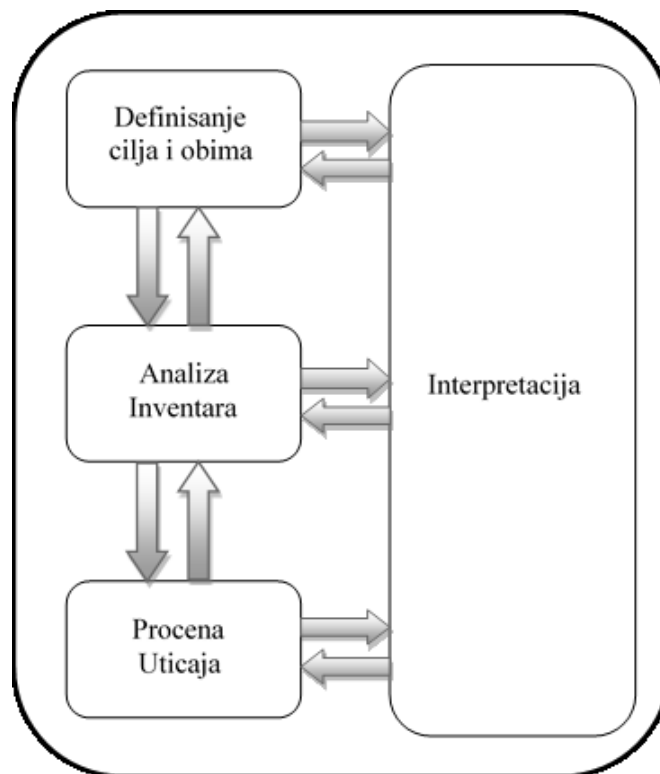 Definisanje
cilja i obima
Analiza
Inventara
Interpretacija
Procena
Uticaja